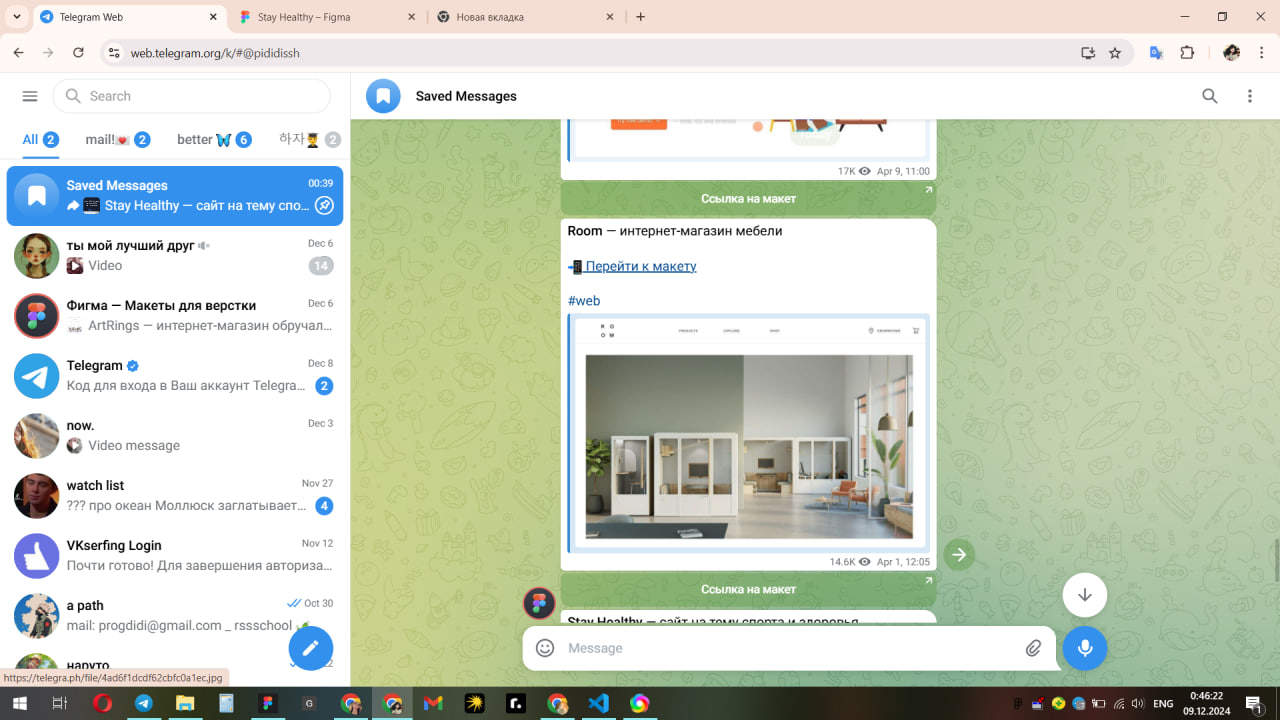 Telegram Web
Stay Healthy – Figma
Новая вкладка
web.telegram.org/k/#@pididissh
Search
All 2
mail! 2
better 6
하자 2
Saved Messages
00:39
Stay Healthy — сайт на тему спо...
ты мой лучший друг
Dec 6
Video
14
Фигма — Макеты для верстки
Dec 6
ArtRings — интернет-магазин обручал...
Telegram
Dec 8
Код для входа в Ваш аккаунт Telegra...
2
now.
Dec 3
Video message
watch list
Nov 27
??? про океан Моллюск заглатывает...
4
VKserfing Login
Nov 12
Почти готово! Для завершения авториза...
a path
Oct 30
mail: progdidi@gmail.com _ rssschool
наруто
https://telegra.ph/file/4ad6f1dcdf62cbfc0a1ec.jpg
Saved Messages
17K Apr 9, 11:00
Ссылка на макет
Room — интернет-магазин мебели
Перейти к макету
#web
R O
O M
PRODUCTS
EXPLORE
SHOP
14.6K Apr 1, 12:05
Ссылка на макет
Stay Healthy — сайт на тему спорта и здоровья
Message
ENG
0:46:22
09.12.2024
1